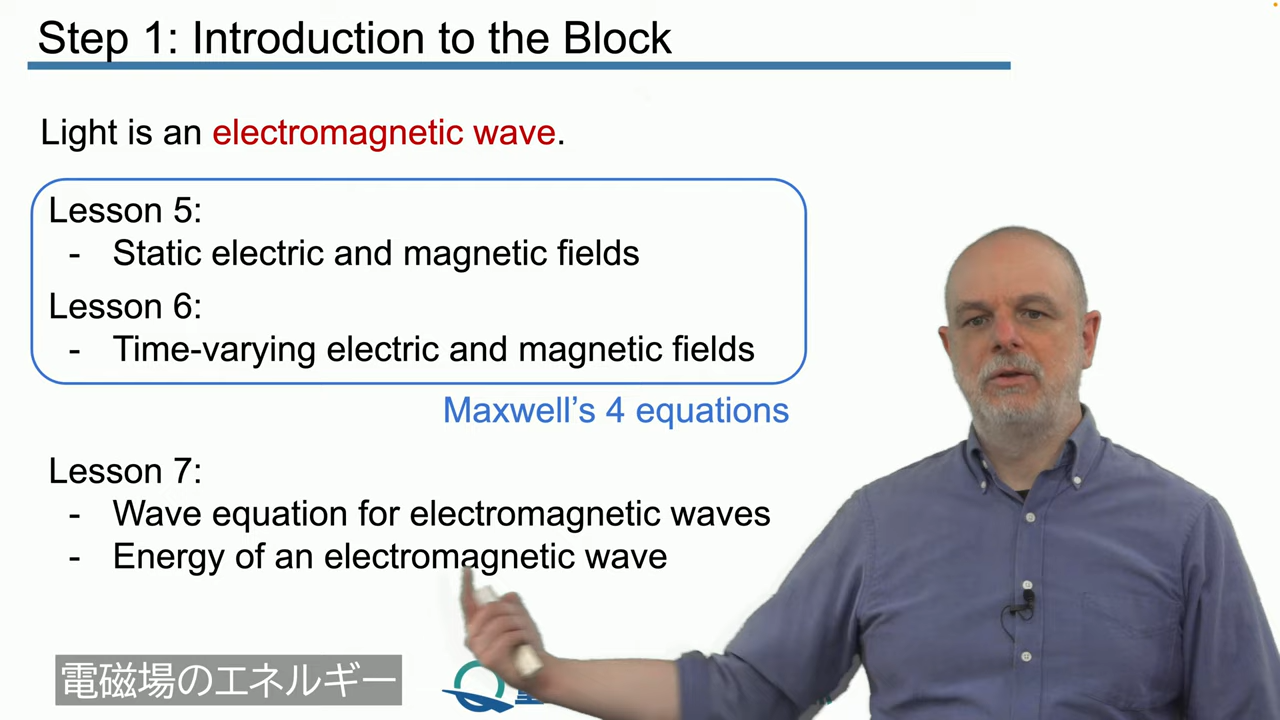 Step 1: Introduction to the Block
Light is an electromagnetic wave.
Lesson 5:
- Static electric and magnetic fields
Lesson 6:
- Time-varying electric and magnetic fields
Maxwell's 4 equations
Lesson 7:
- Wave equation for electromagnetic waves
- Energy of an electromagnetic wave
電磁場のエネルギー